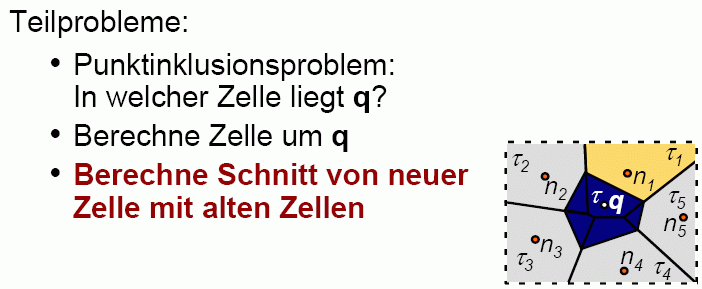 Teilprobleme:
• Punktinklusionsproblem:
In welcher Zelle liegt q?
• Berechne Zelle um q
• Berechne Schnitt von neuer
Zelle mit alten Zellen
τ1
τ2
n2
n1
τ
q
τ5
n5
n3
τ3
n4
τ4